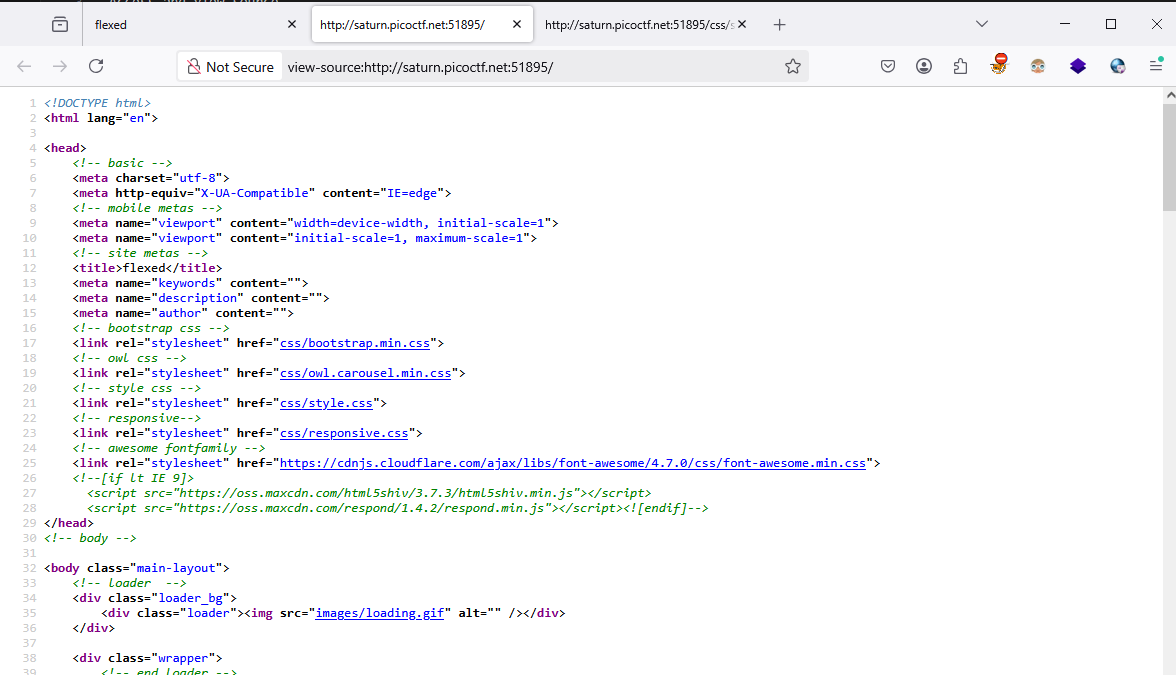 flexed
http://saturn.picoctf.net:51895/
http://saturn.picoctf.net:51895/css/s
Not Secure
view-source:http://saturn.picoctf.net:51895/
1 <!DOCTYPE html>
2 <html lang="en">
3
4 <head>
5 <!-- basic -->
6 <meta charset="utf-8">
7 <meta http-equiv="X-UA-Compatible" content="IE=edge">
8 <!-- mobile metas -->
9 <meta name="viewport" content="width=device-width, initial-scale=1">
10 <meta name="viewport" content="initial-scale=1, maximum-scale=1">
11 <!-- site metas -->
12 <title>flexed</title>
13 <meta name="keywords" content="">
14 <meta name="description" content="">
15 <meta name="author" content="">
16 <!-- bootstrap css -->
17 <link rel="stylesheet" href="css/bootstrap.min.css">
18 <!-- owl css -->
19 <link rel="stylesheet" href="css/owl.carousel.min.css">
20 <!-- style css -->
21 <link rel="stylesheet" href="css/style.css">
22 <!-- responsive-->
23 <link rel="stylesheet" href="css/responsive.css">
24 <!-- awesome fontfamily -->
25 <link rel="stylesheet" href="https://cdnjs.cloudflare.com/ajax/libs/font-awesome/4.7.0/css/font-awesome.min.css">
26 <!--[if lt IE 9]>
27 <script src="https://oss.maxcdn.com/html5shiv/3.7.3/html5shiv.min.js"></script>
28 <script src="https://oss.maxcdn.com/respond/1.4.2/respond.min.js"></script><![endif]-->
29 </head>
30 <!-- body -->
31
32 <body class="main-layout">
33 <!-- loader  -->
34 <div class="loader_bg">
35 <div class="loader"><img src="images/loading.gif" alt="" /></div>
36 </div>
37
38 <div class="wrapper">
39 <!-- end loader -->